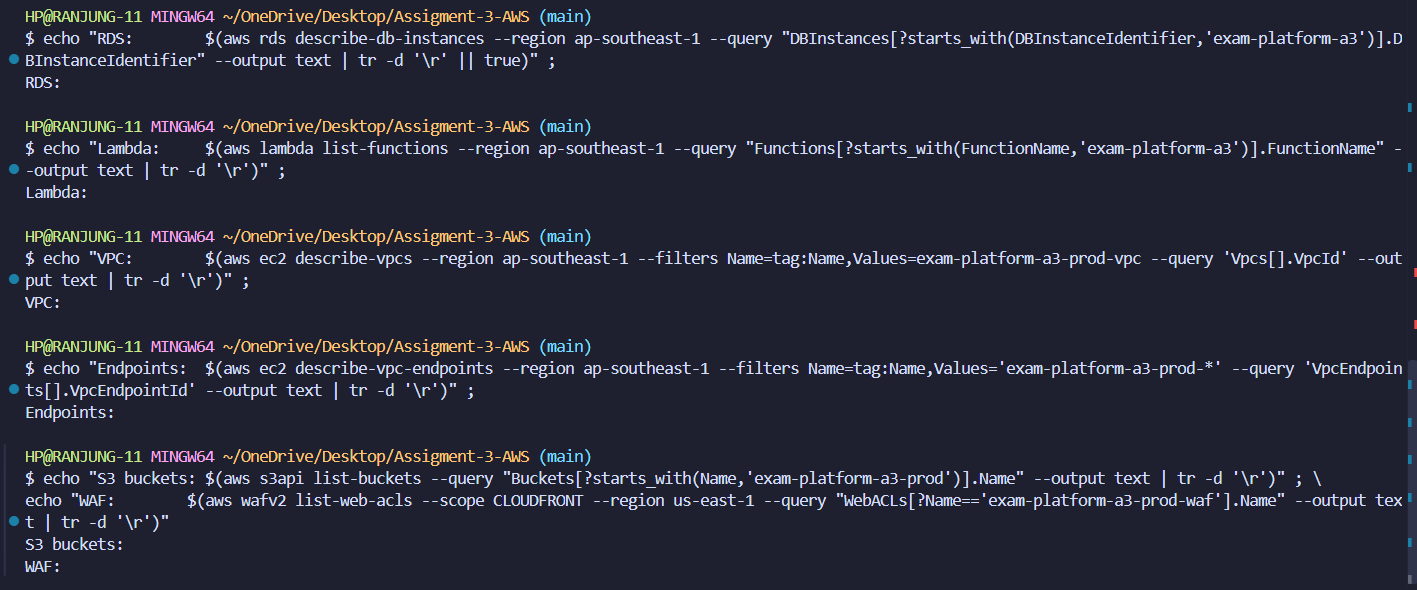 HP@RANJUNG-11 MINGW64 ~/OneDrive/Desktop/Assigment-3-AWS (main)
$ echo "RDS:        $(aws rds describe-db-instances --region ap-southeast-1 --query "DBInstances[?starts_with(DBInstanceIdentifier,'exam-platform-a3')].D
BInstanceIdentifier" --output text | tr -d '\r' || true)" ;
RDS:
HP@RANJUNG-11 MINGW64 ~/OneDrive/Desktop/Assigment-3-AWS (main)
$ echo "Lambda:     $(aws lambda list-functions --region ap-southeast-1 --query "Functions[?starts_with(FunctionName,'exam-platform-a3')].FunctionName" -
-output text | tr -d '\r')" ;
Lambda:
HP@RANJUNG-11 MINGW64 ~/OneDrive/Desktop/Assigment-3-AWS (main)
$ echo "VPC:        $(aws ec2 describe-vpcs --region ap-southeast-1 --filters Name=tag:Name,Values=exam-platform-a3-prod-vpc --query 'Vpcs[].VpcId' --out
put text | tr -d '\r')" ;
VPC:
HP@RANJUNG-11 MINGW64 ~/OneDrive/Desktop/Assigment-3-AWS (main)
$ echo "Endpoints:  $(aws ec2 describe-vpc-endpoints --region ap-southeast-1 --filters Name=tag:Name,Values='exam-platform-a3-prod-*' --query 'VpcEndpoin
ts[].VpcEndpointId' --output text | tr -d '\r')" ;
Endpoints:
HP@RANJUNG-11 MINGW64 ~/OneDrive/Desktop/Assigment-3-AWS (main)
$ echo "S3 buckets: $(aws s3api list-buckets --query "Buckets[?starts_with(Name,'exam-platform-a3-prod')].Name" --output text | tr -d '\r')" ; \
echo "WAF:        $(aws wafv2 list-web-acls --scope CLOUDFRONT --region us-east-1 --query "WebACLs[?Name=='exam-platform-a3-prod-waf'].Name" --output tex
t | tr -d '\r')"
S3 buckets:
WAF: